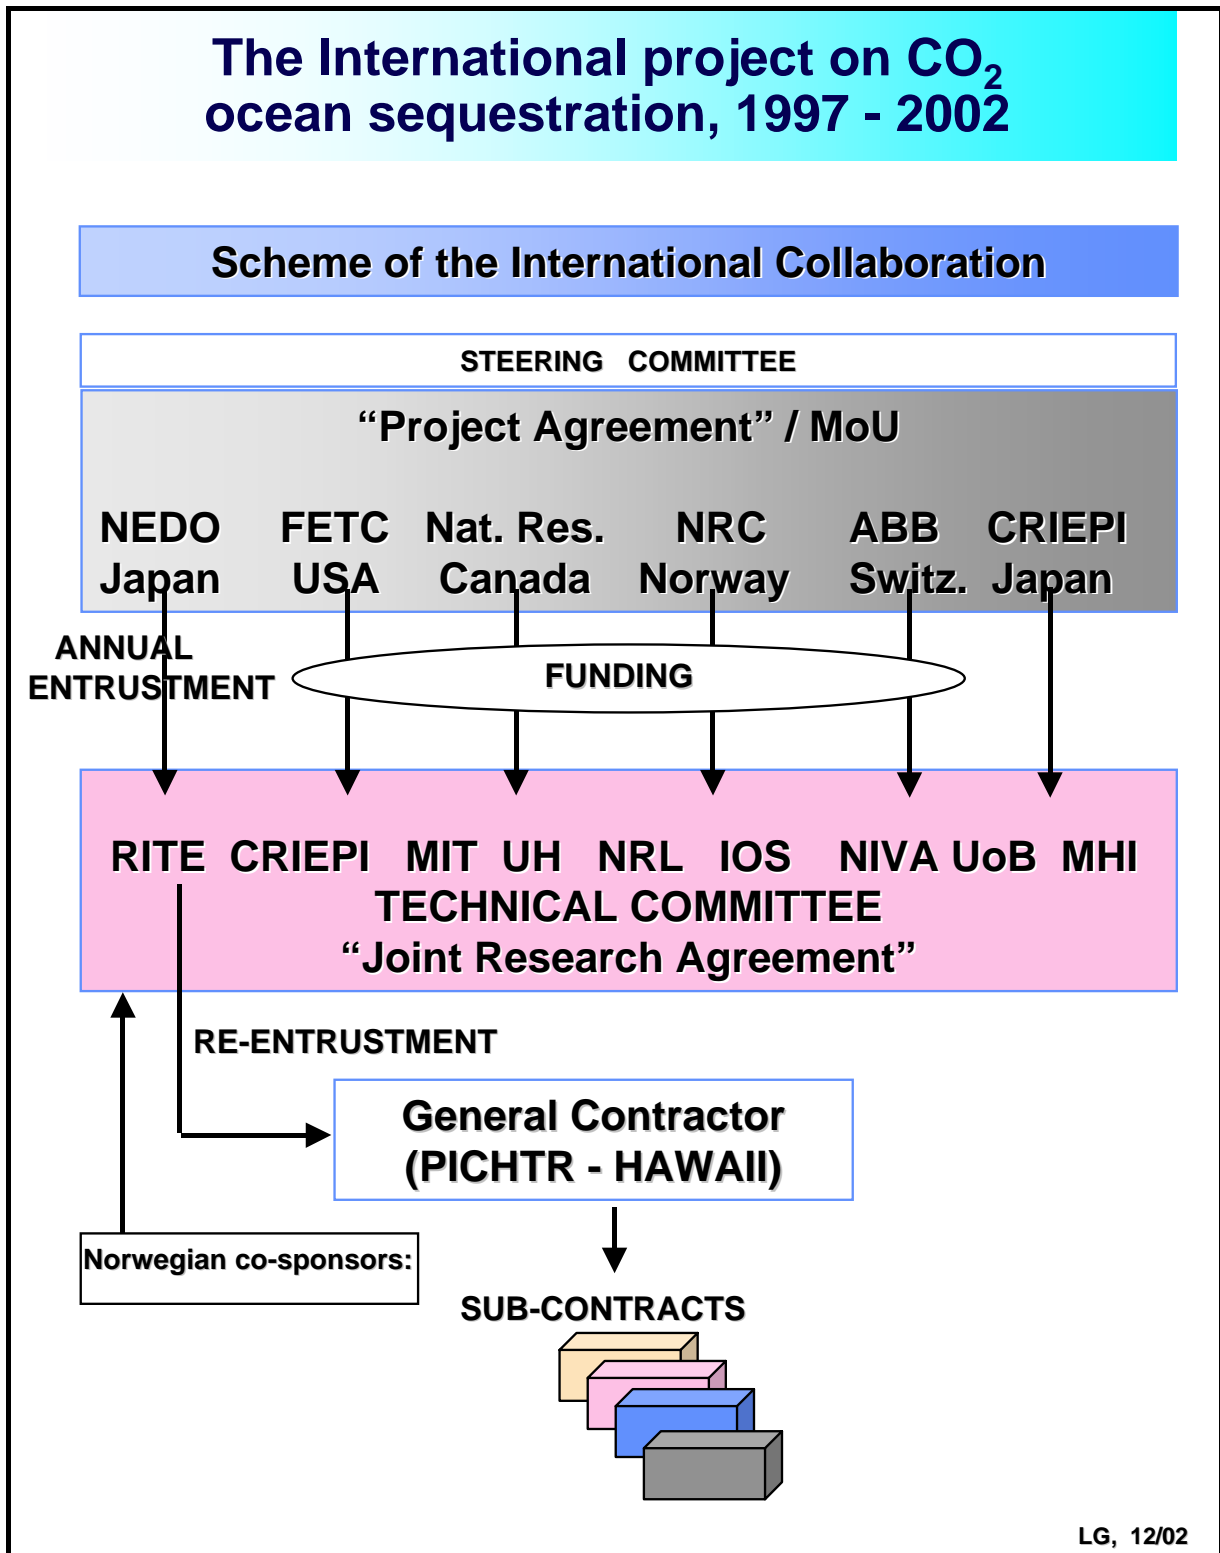 The International project on CO2
ocean sequestration, 1997 - 2002
Scheme of the International Collaboration
STEERING COMMITTEE
“Project Agreement” / MoU
NEDO FETC Nat. Res. NRC ABB CRIEPI
Japan USA Canada Norway Switz. Japan
ANNUAL
ENTRUSTMENT
FUNDING
RITE CRIEPI MIT UH NRL IOS NIVA UoB MHI
TECHNICAL COMMITTEE
“Joint Research Agreement”
RE-ENTRUSTMENT
General Contractor
(PICHTR - HAWAII)
Norwegian co-sponsors:
SUB-CONTRACTS
LG, 12/02